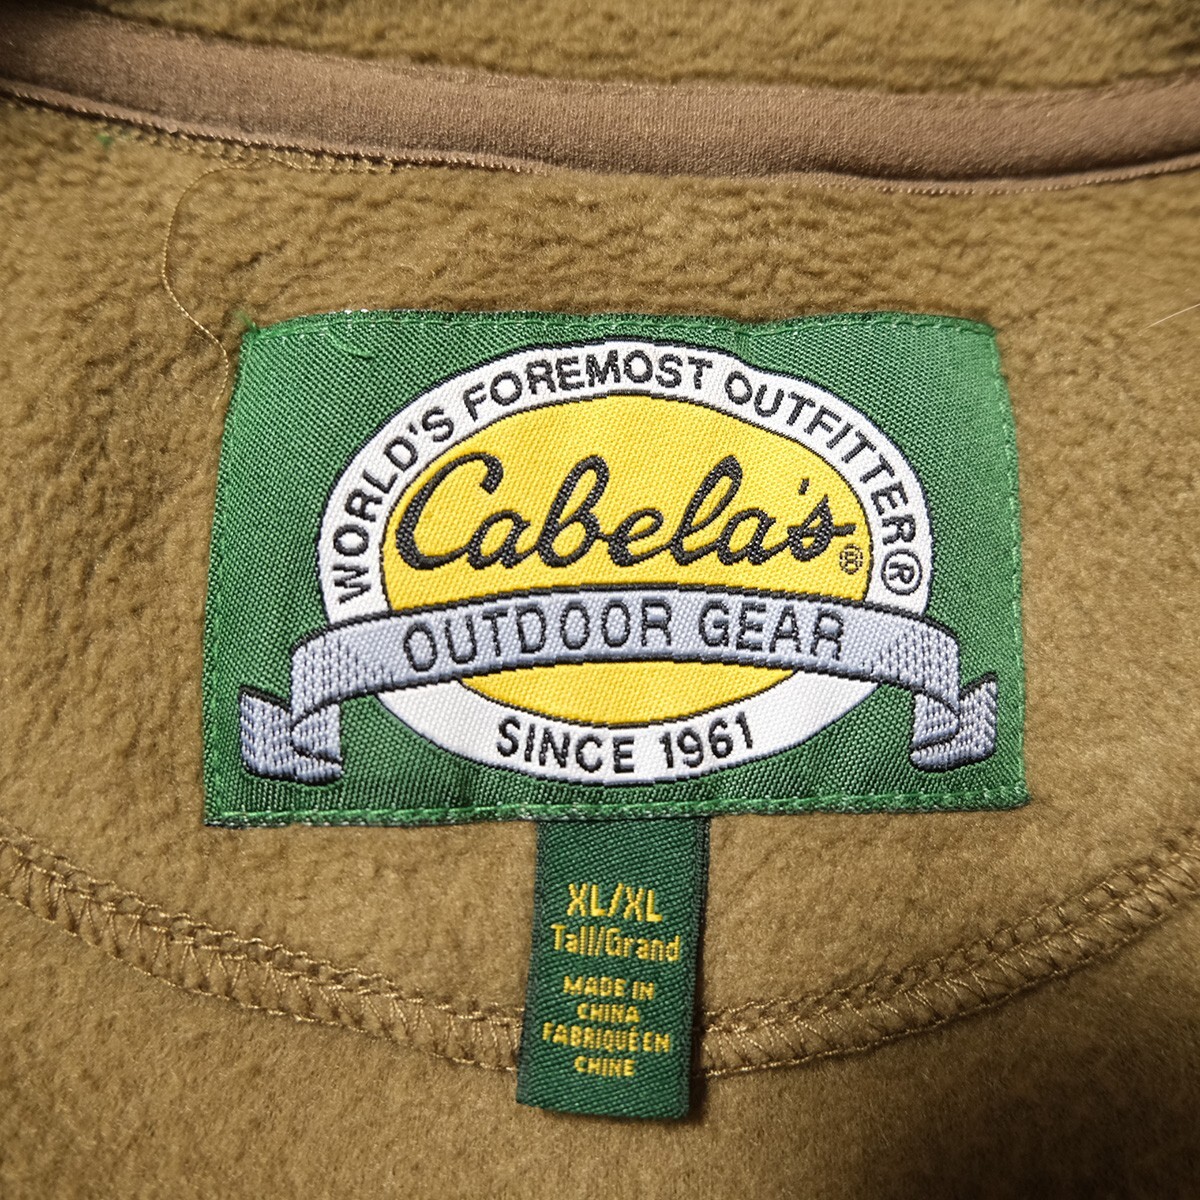 WORLD'S FOREMOST OUTFITTER®
Cabela's®
OUTDOOR GEAR
SINCE 1961
XL/XL
Tall/Grand
MADE IN
CHINA
FABRIQUÉ EN
CHINE